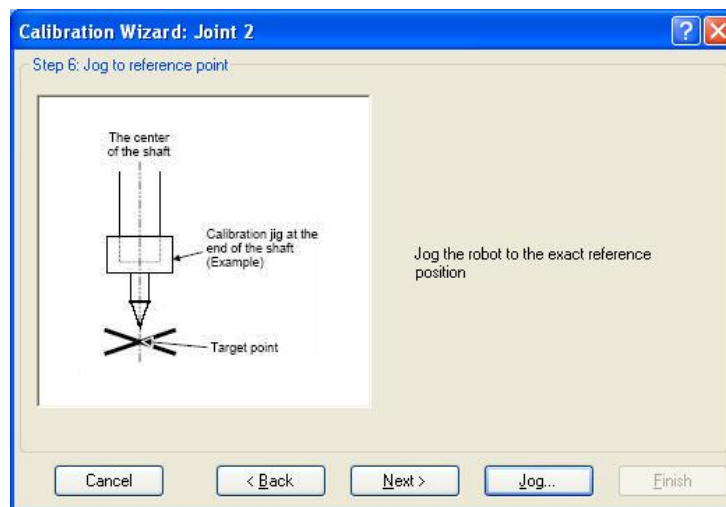 Calibration Wizard: Joint 2
Step 6: Jog to reference point
The center
of the shaft
Calibration jig at the
end of the shaft
(Example)
Target point
Jog the robot to the exact reference
position
Cancel
< Back
Next >
Jog...
Finish